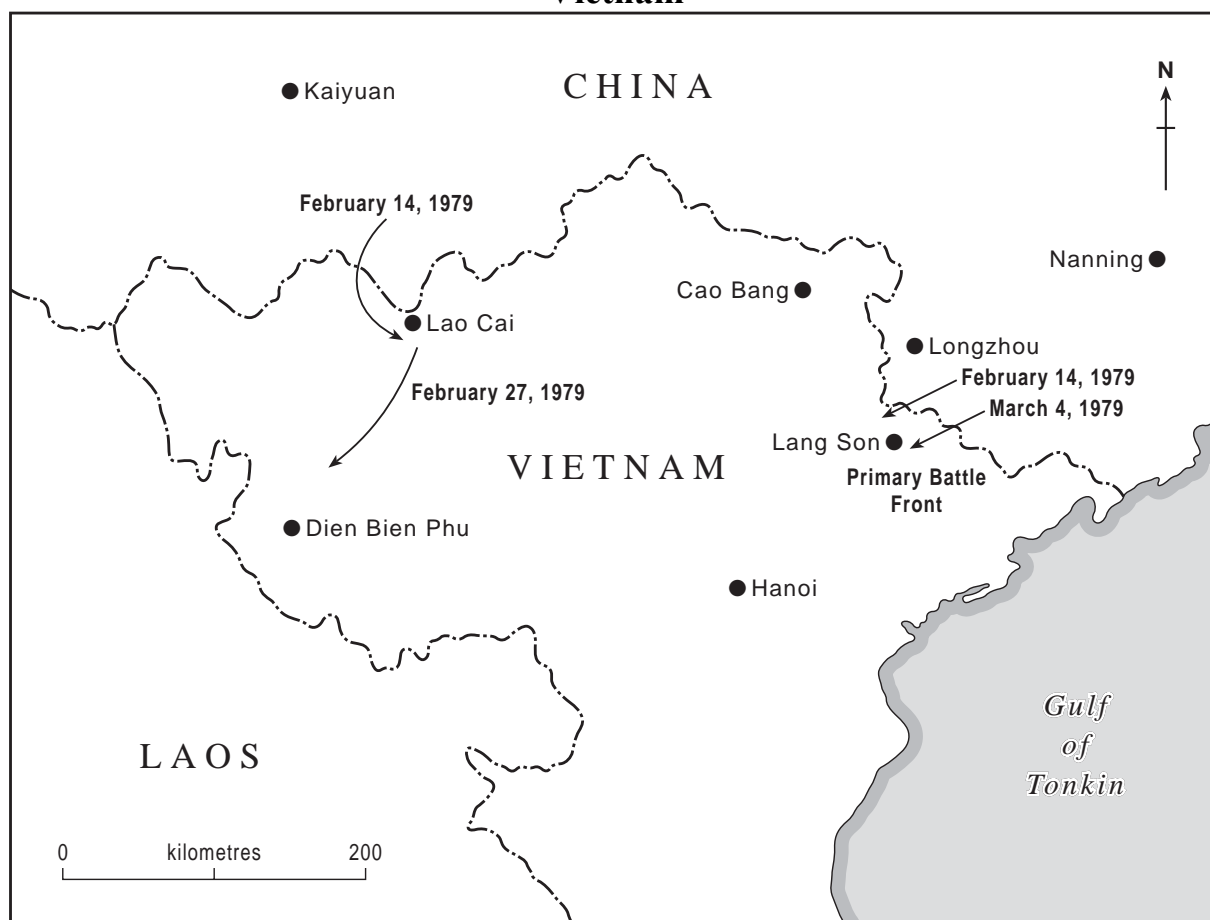 Vietnam
Kaiyuan
CHINA
N
February 14, 1979
Nanning
Cao Bang
Lao Cai
Longzhou
February 14, 1979
February 27, 1979
March 4, 1979
Lang Son
VIETNAM
Primary Battle
Front
Dien Bien Phu
Hanoi
Gulf
of
Tonkin
LAOS
0 kilometres 200